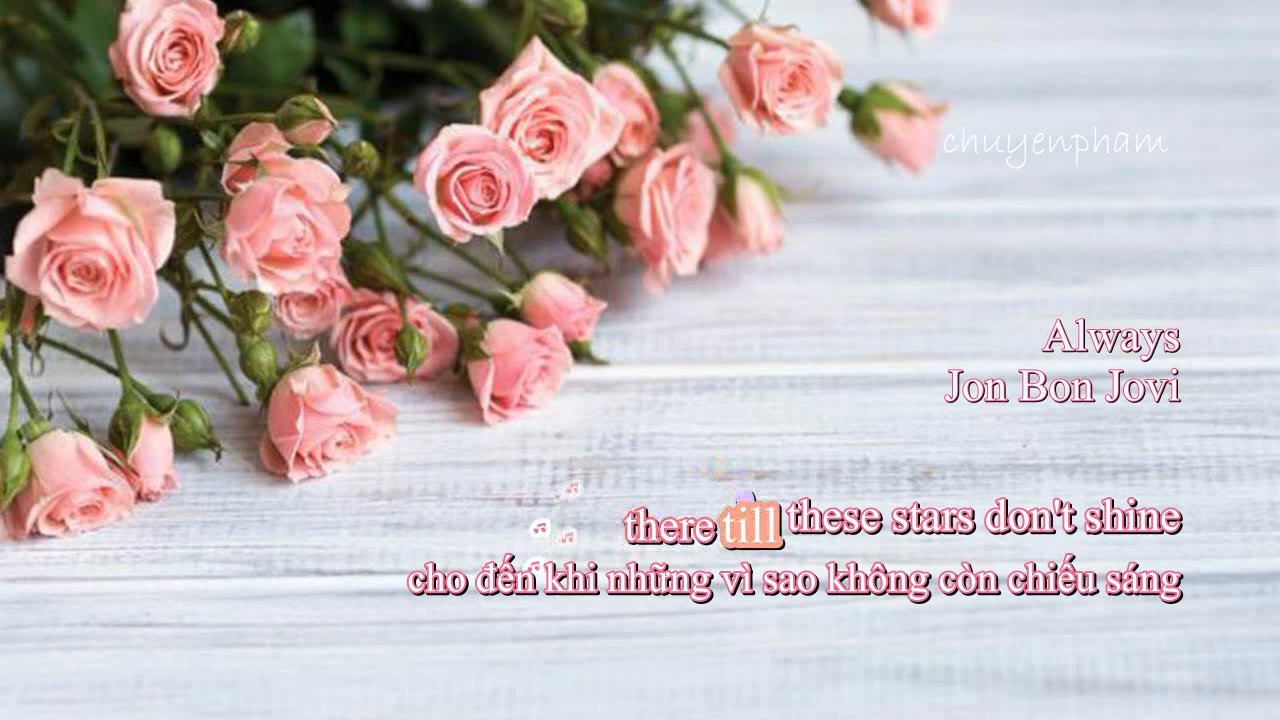 chuyenpham
Always
Jon Bon Jovi
there till these stars don't shine
cho đến khi những vì sao không còn chiếu sáng